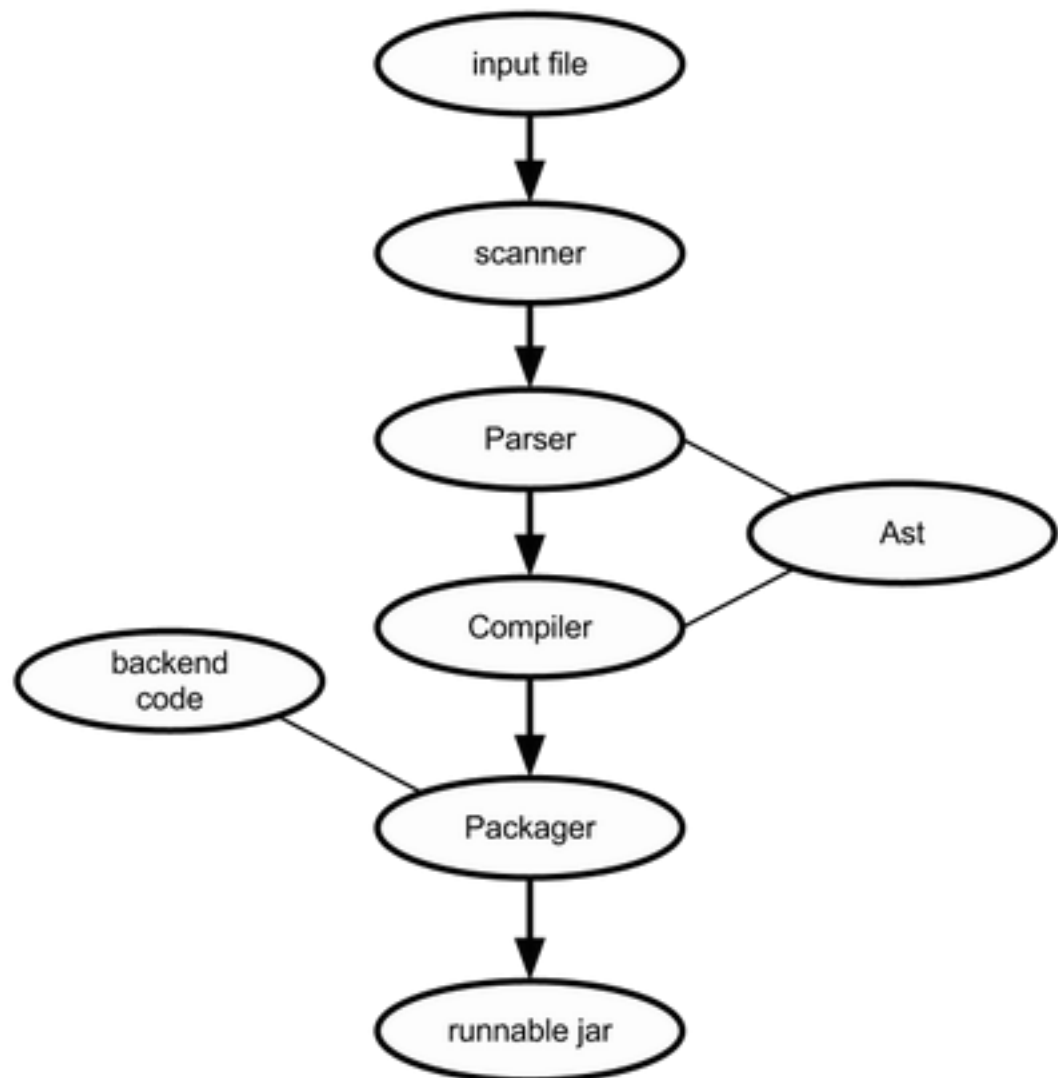 input file
scanner
Parser
Ast
Compiler
backend
code
Packager
runnable jar